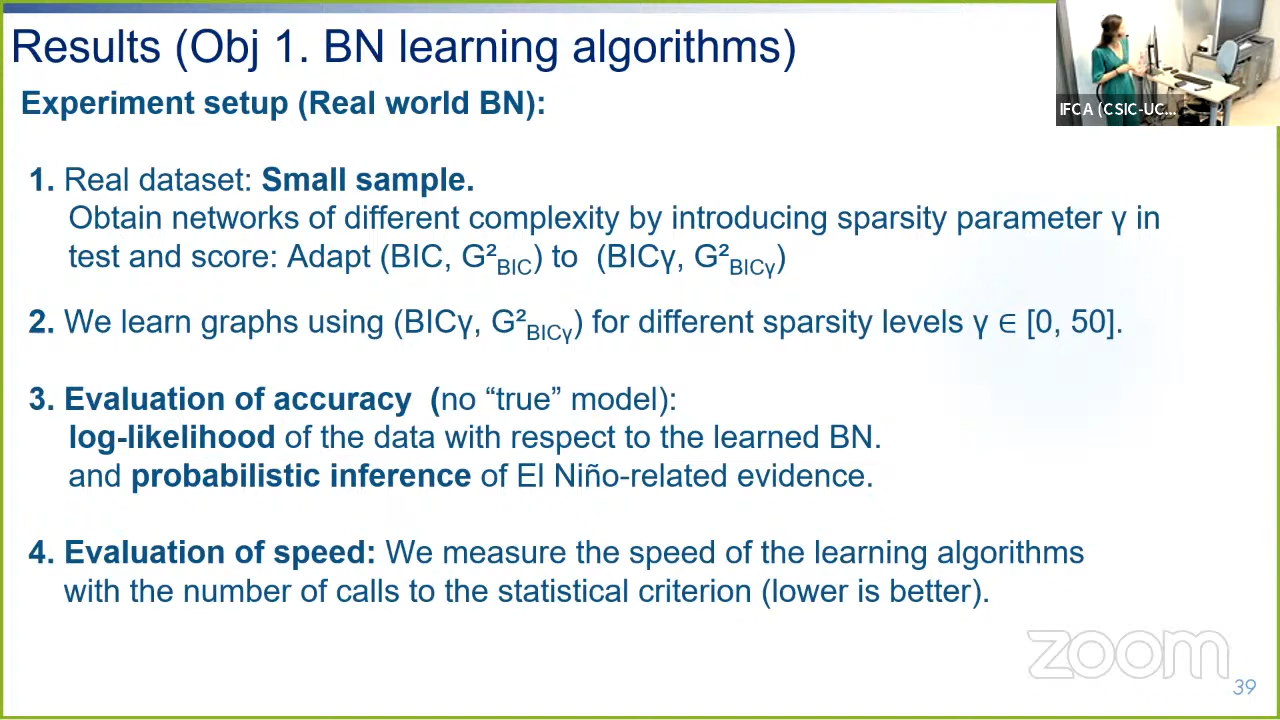 Results (Obj 1. BN learning algorithms)
Experiment setup (Real world BN):
IFCA (CSIC-UC...
1. Real dataset: Small sample.
Obtain networks of different complexity by introducing sparsity parameter γ in
test and score: Adapt (BIC, G²BIC) to (BICγ, G²BICγ)
2. We learn graphs using (BICγ, G²BICγ) for different sparsity levels γ ∈ [0, 50].
3. Evaluation of accuracy (no “true” model):
log-likelihood of the data with respect to the learned BN.
and probabilistic inference of El Niño-related evidence.
4. Evaluation of speed: We measure the speed of the learning algorithms
with the number of calls to the statistical criterion (lower is better).
zoom
39